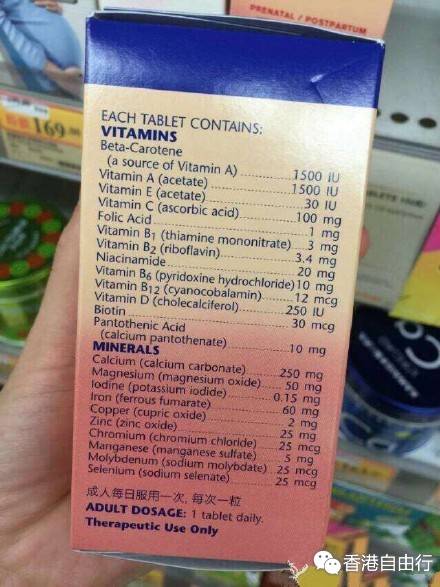 PRENATAL / POSTPARTUM
169
EACH TABLET CONTAINS:
VITAMINS
Beta-Carotene
(a source of Vitamin A) 1500 IU
Vitamin A (acetate) 1500 IU
Vitamin E (acetate) 30 IU
Vitamin C (ascorbic acid) 100 mg
Folic Acid 1 mg
Vitamin B1 (thiamine mononitrate) 3 mg
Vitamin B2 (riboflavin) 3.4 mg
Niacinamide 20 mg
Vitamin B6 (pyridoxine hydrochloride) 10 mg
Vitamin B12 (cyanocobalamin) 12 mcg
Vitamin D (cholecalciferol) 250 IU
Biotin 30 mcg
Pantothenic Acid
(calcium pantothenate) 10 mg
MINERALS
Calcium (calcium carbonate) 250 mg
Magnesium (magnesium oxide) 50 mg
Iodine (potassium iodide) 0.15 mg
Iron (ferrous fumarate) 60 mg
Copper (cupric oxide) 2 mg
Zinc (zinc oxide) 25 mg
Chromium (chromium chloride) 25 mcg
Manganese (manganese sulfate) 5 mg
Molybdenum (sodium molybdate) 25 mcg
Selenium (sodium selenate) 25 mcg
成人每日服用一次, 每次一粒
ADULT DOSAGE: 1 tablet daily.
Therapeutic Use Only
香港自由行